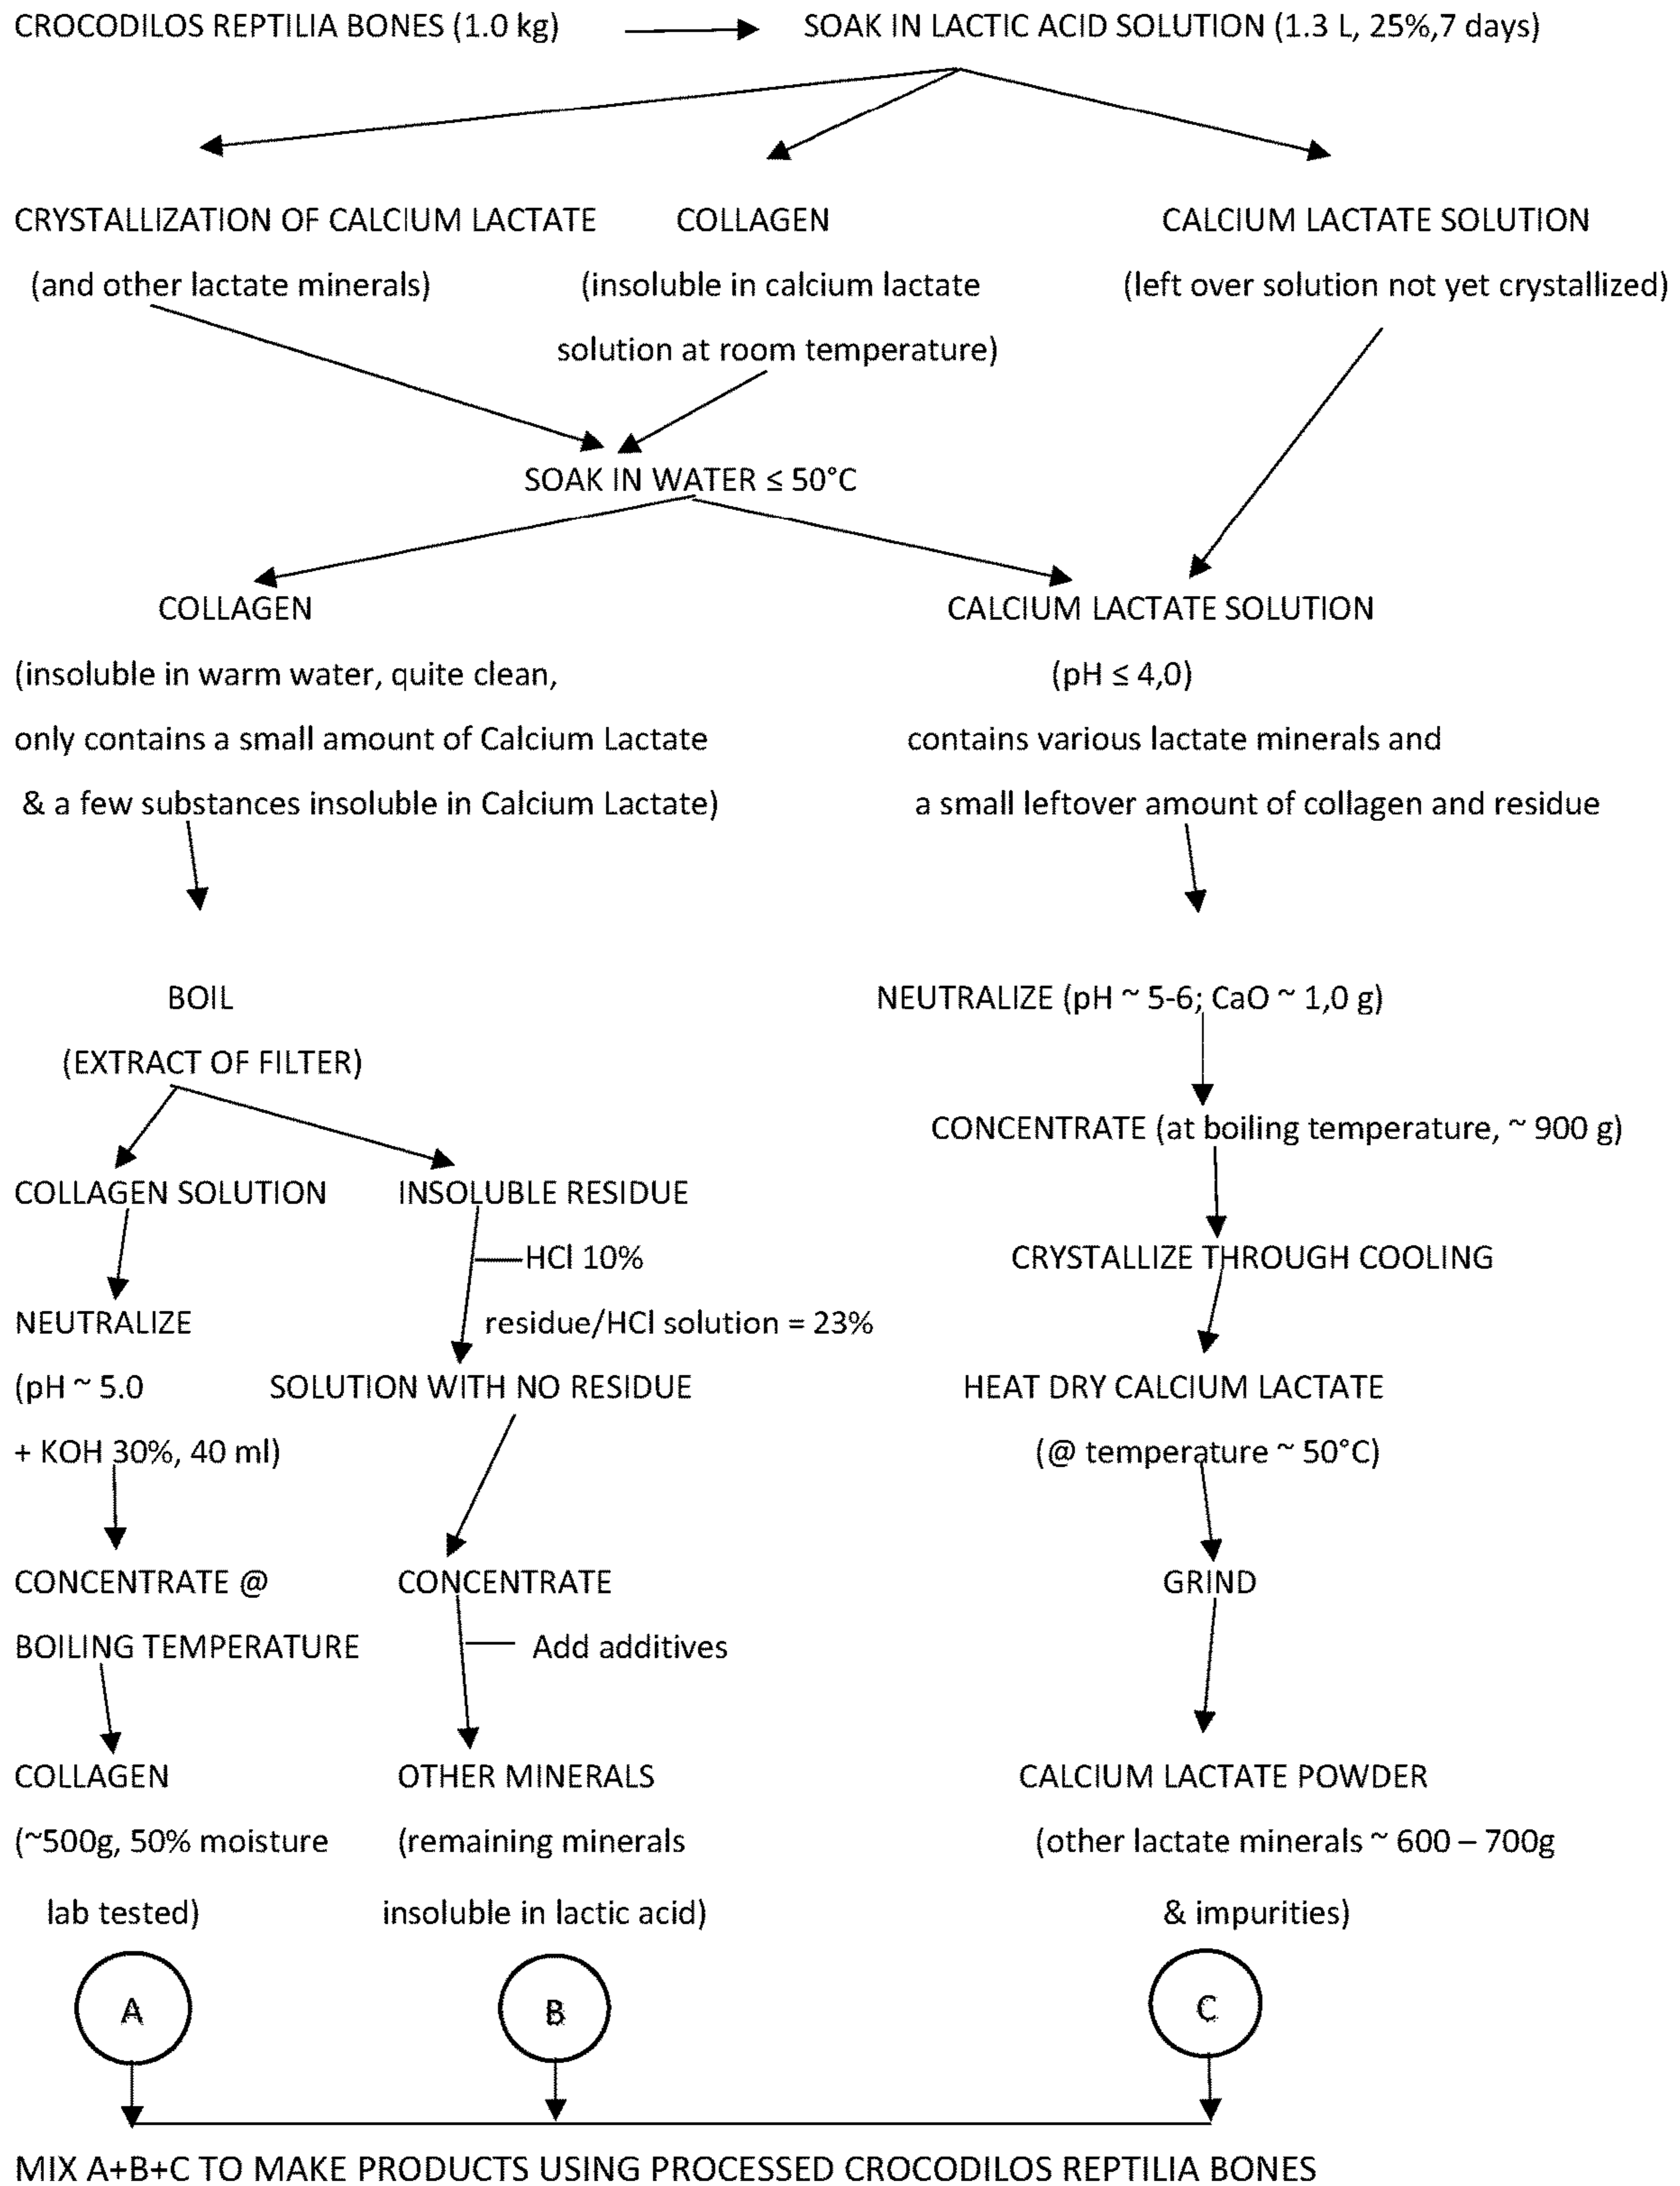 CROCODILOS REPTILIA BONES (1.0 kg) SOAK IN LACTIC ACID SOLUTION (1.3 L, 25%,7 days)
CRYSTALLIZATION OF CALCIUM LACTATE COLLAGEN CALCIUM LACTATE SOLUTION
(and other lactate minerals) (insoluble in calcium lactate (left over solution not yet crystallized)
solution at room temperature)
SOAK IN WATER ≤ 50°C
COLLAGEN CALCIUM LACTATE SOLUTION
(insoluble in warm water, quite clean, (pH ≤ 4,0)
only contains a small amount of Calcium Lactate contains various lactate minerals and
& a few substances insoluble in Calcium Lactate) a small leftover amount of collagen and residue
BOIL NEUTRALIZE (pH ~ 5-6; CaO ~ 1,0 g)
(EXTRACT OF FILTER)
CONCENTRATE (at boiling temperature, ~ 900 g)
COLLAGEN SOLUTION INSOLUBLE RESIDUE
HCl 10% CRYSTALLIZE THROUGH COOLING
NEUTRALIZE residue/HCl solution = 23%
(pH ~ 5.0 SOLUTION WITH NO RESIDUE HEAT DRY CALCIUM LACTATE
+ KOH 30%, 40 ml) (@ temperature ~ 50°C)
CONCENTRATE @ CONCENTRATE GRIND
BOILING TEMPERATURE Add additives
COLLAGEN OTHER MINERALS CALCIUM LACTATE POWDER
(~500g, 50% moisture (remaining minerals (other lactate minerals ~ 600 – 700g
lab tested) insoluble in lactic acid) & impurities)
A B C
MIX A+B+C TO MAKE PRODUCTS USING PROCESSED CROCODILOS REPTILIA BONES